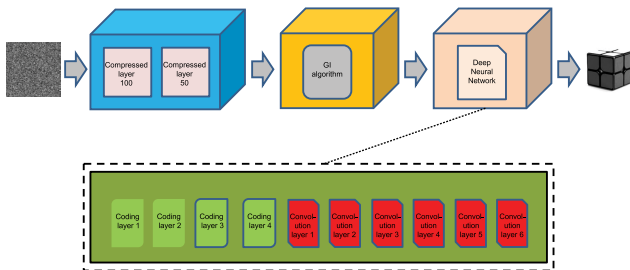 Compressed
layer
100
Compressed
layer
50
GI
algorithm
Deep
Neural
Network
Coding
layer 1
Coding
layer 2
Coding
layer 3
Coding
layer 4
Convol-
ution
layer 1
Convol-
ution
layer 2
Convol-
ution
layer 3
Convol-
ution
layer 4
Convol-
ution
layer 5
Convol-
ution
layer 6